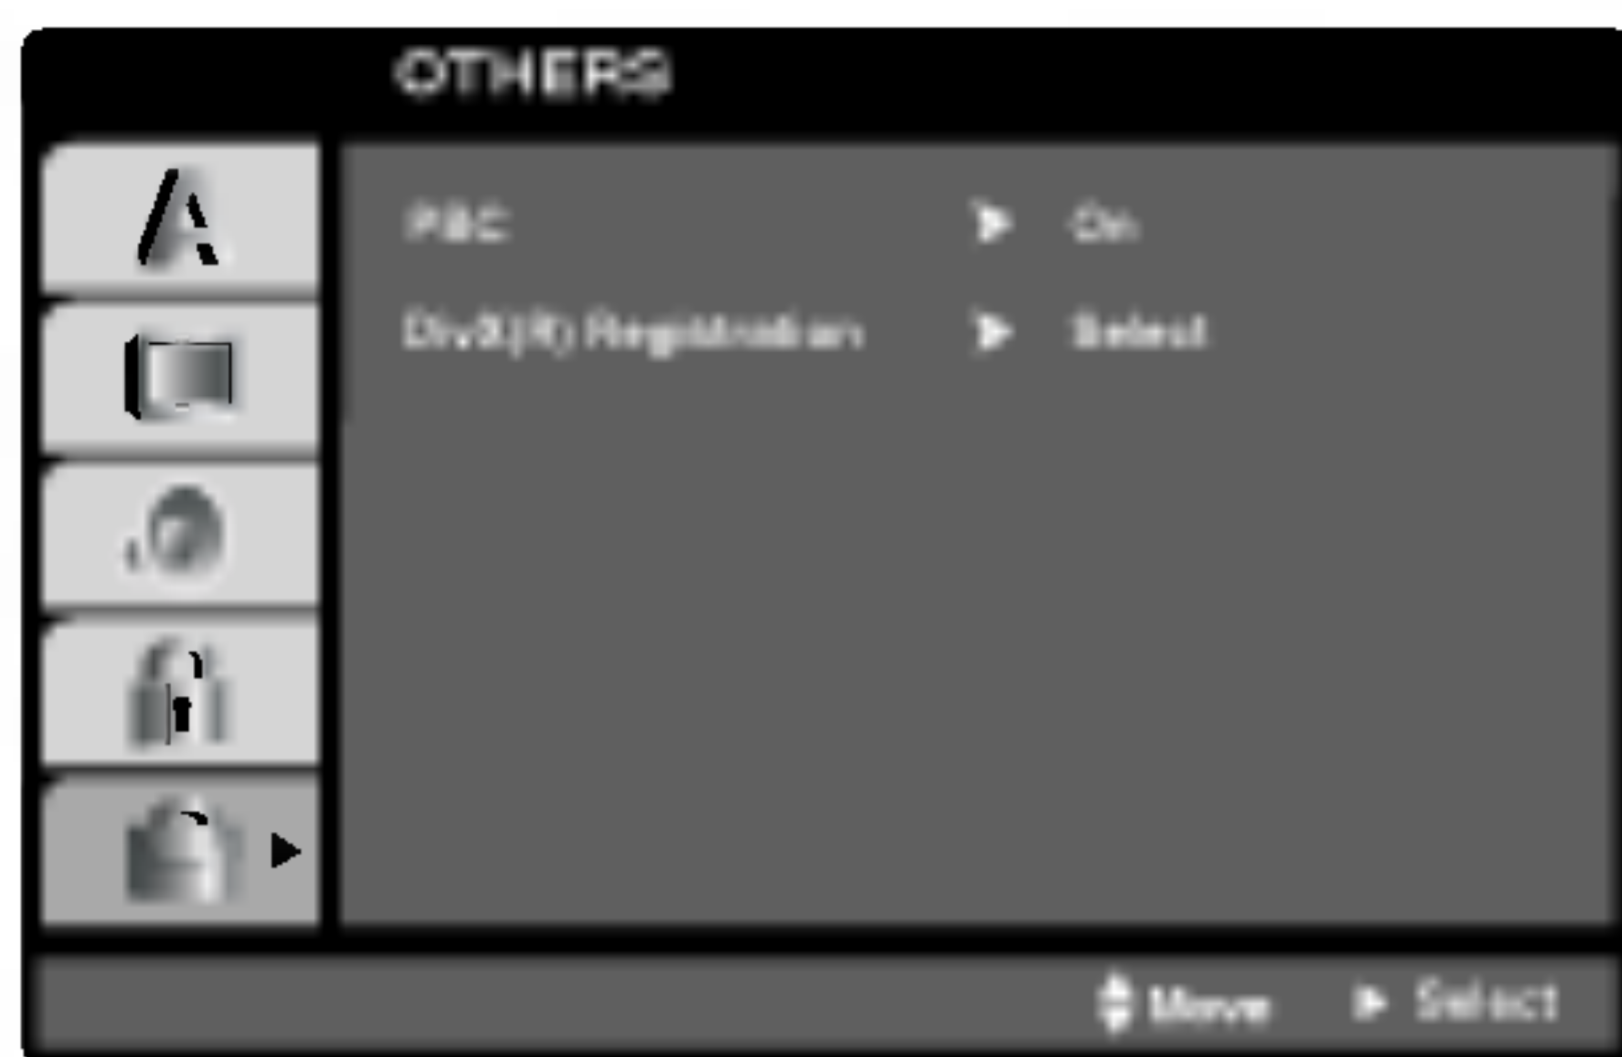 OTHERS
PBC ► On
DivX(R) Registration ► Select
Move ► Select